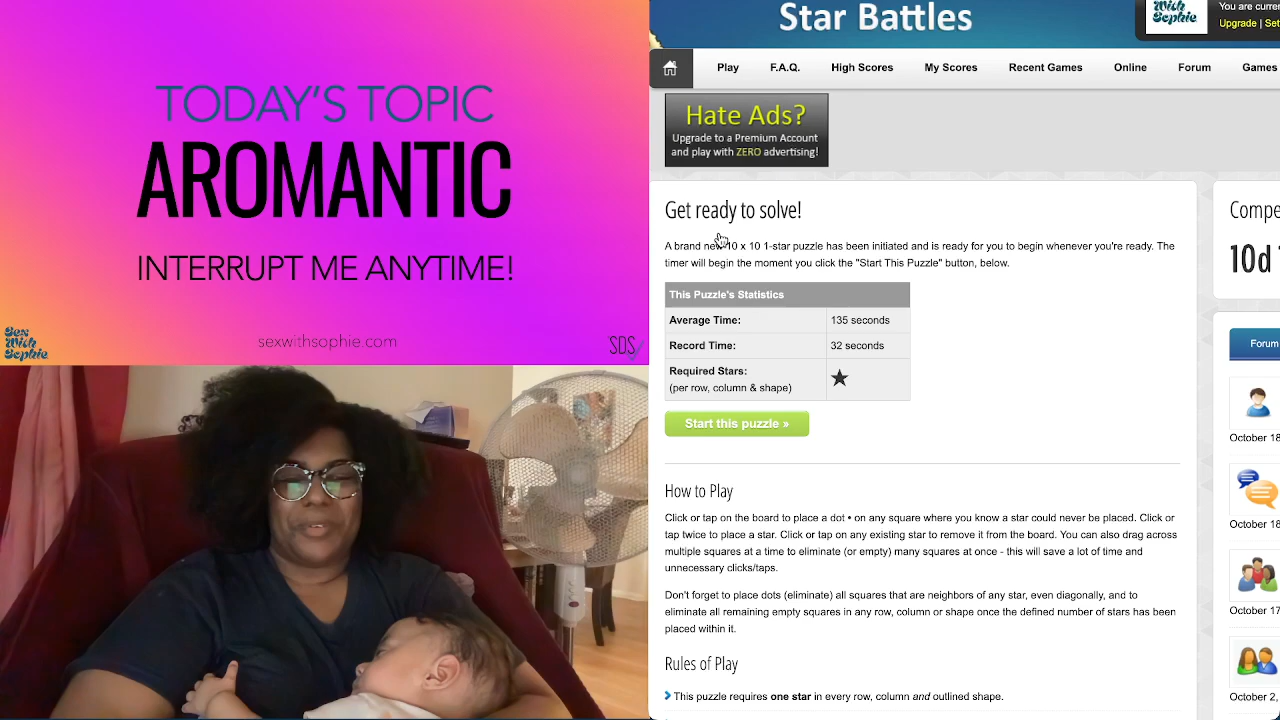 TODAY'S TOPIC
AROMANTIC
INTERRUPT ME ANYTIME!
Sex
With
Sophie
sexwithsophie.com
SDS
Star Battles
With
Sophie
You are curren
Upgrade | Set
Play
F.A.Q.
High Scores
My Scores
Recent Games
Online
Forum
Games
Hate Ads?
Upgrade to a Premium Account
and play with ZERO advertising!
Get ready to solve!
A brand new 10 x 10 1-star puzzle has been initiated and is ready for you to begin whenever you're ready. The
timer will begin the moment you click the "Start This Puzzle" button, below.
This Puzzle's Statistics
Average Time: 135 seconds
Record Time: 32 seconds
Required Stars:
(per row, column & shape)
Start this puzzle »
How to Play
Click or tap on the board to place a dot • on any square where you know a star could never be placed. Click or
tap twice to place a star. Click or tap on any existing star to remove it from the board. You can also drag across
multiple squares at a time to eliminate (or empty) many squares at once - this will save a lot of time and
unnecessary clicks/taps.
Don't forget to place dots (eliminate) all squares that are neighbors of any star, even diagonally, and to
eliminate all remaining empty squares in any row, column or shape once the defined number of stars has been
placed within it.
Rules of Play
This puzzle requires one star in every row, column and outlined shape.
Compe
10d
Forum
October 18
October 18
October 17
October 2,